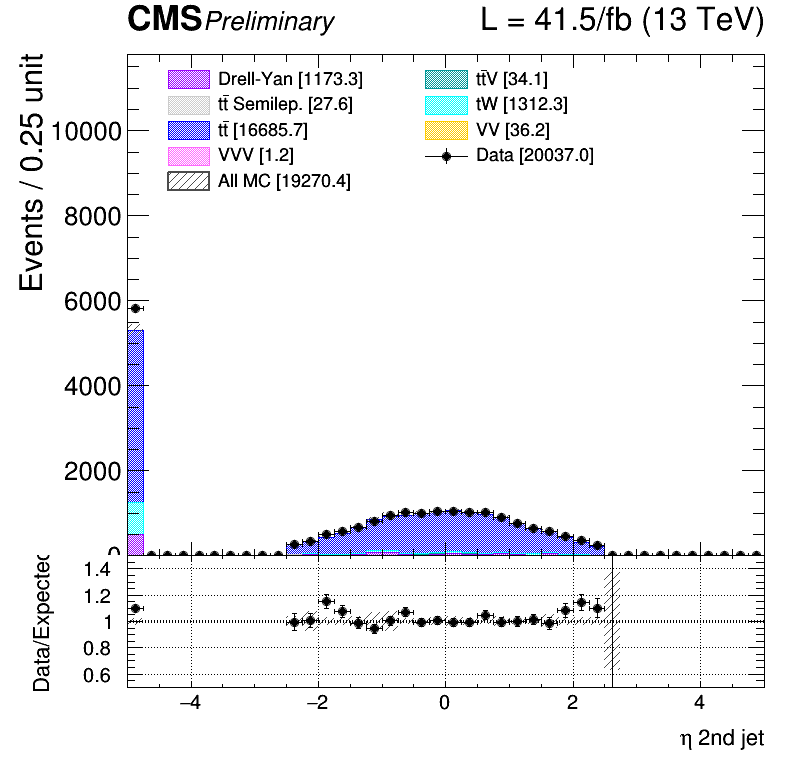 CMS Preliminary L = 41.5/fb (13 TeV)
Drell-Yan [1173.3] tt̄V [34.1]
tt̄ Semilep. [27.6] tW [1312.3]
tt̄ [16685.7] VV [36.2]
VVV [1.2] Data [20037.0]
All MC [19270.4]
Events / 0.25 unit
10000
8000
6000
4000
2000
0
Data/Expected
1.4
1.2
1
0.8
0.6
−4 −2 0 2 4
η 2nd jet